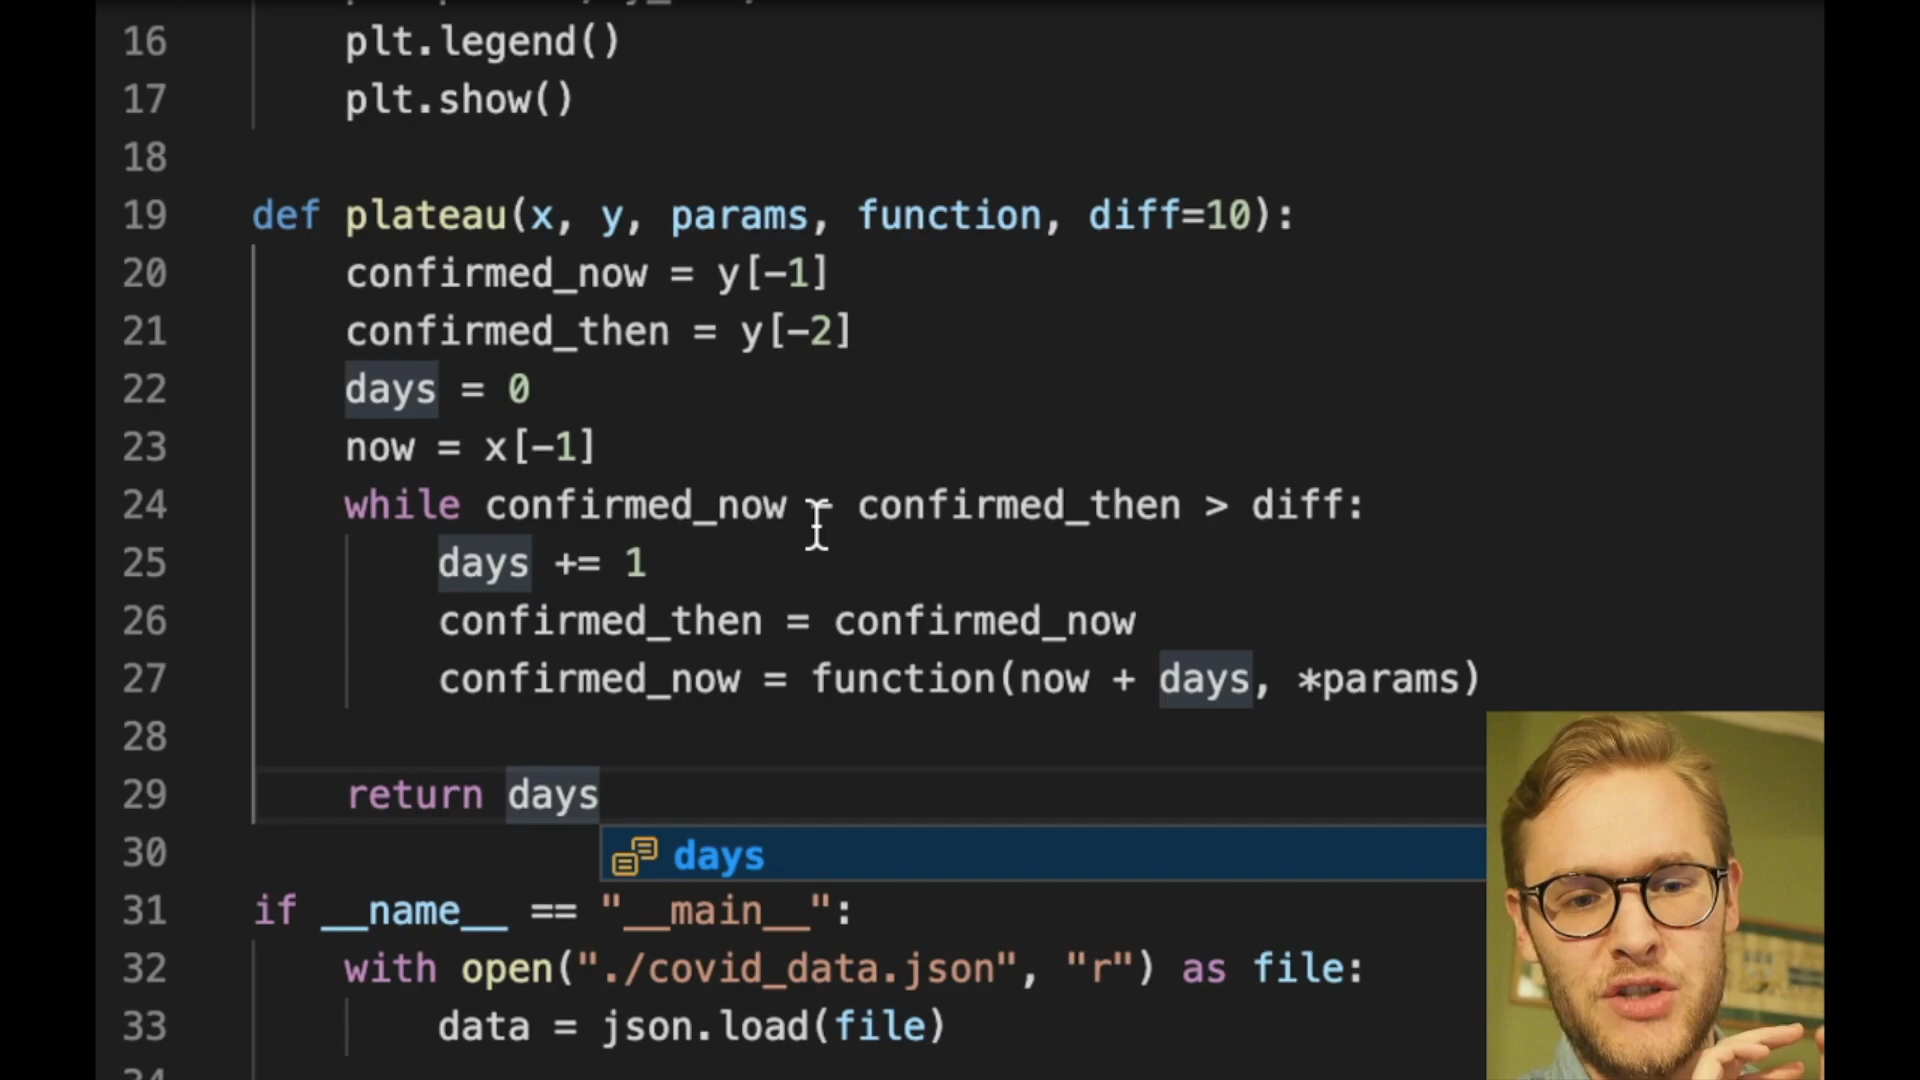 16 plt.legend()
17 plt.show()
18
19 def plateau(x, y, params, function, diff=10):
20 confirmed_now = y[-1]
21 confirmed_then = y[-2]
22 days = 0
23 now = x[-1]
24 while confirmed_now - confirmed_then > diff:
25 days += 1
26 confirmed_then = confirmed_now
27 confirmed_now = function(now + days, *params)
28
29 return days
30 days
31 if __name__ == "__main__":
32 with open("./covid_data.json", "r") as file:
33 data = json.load(file)